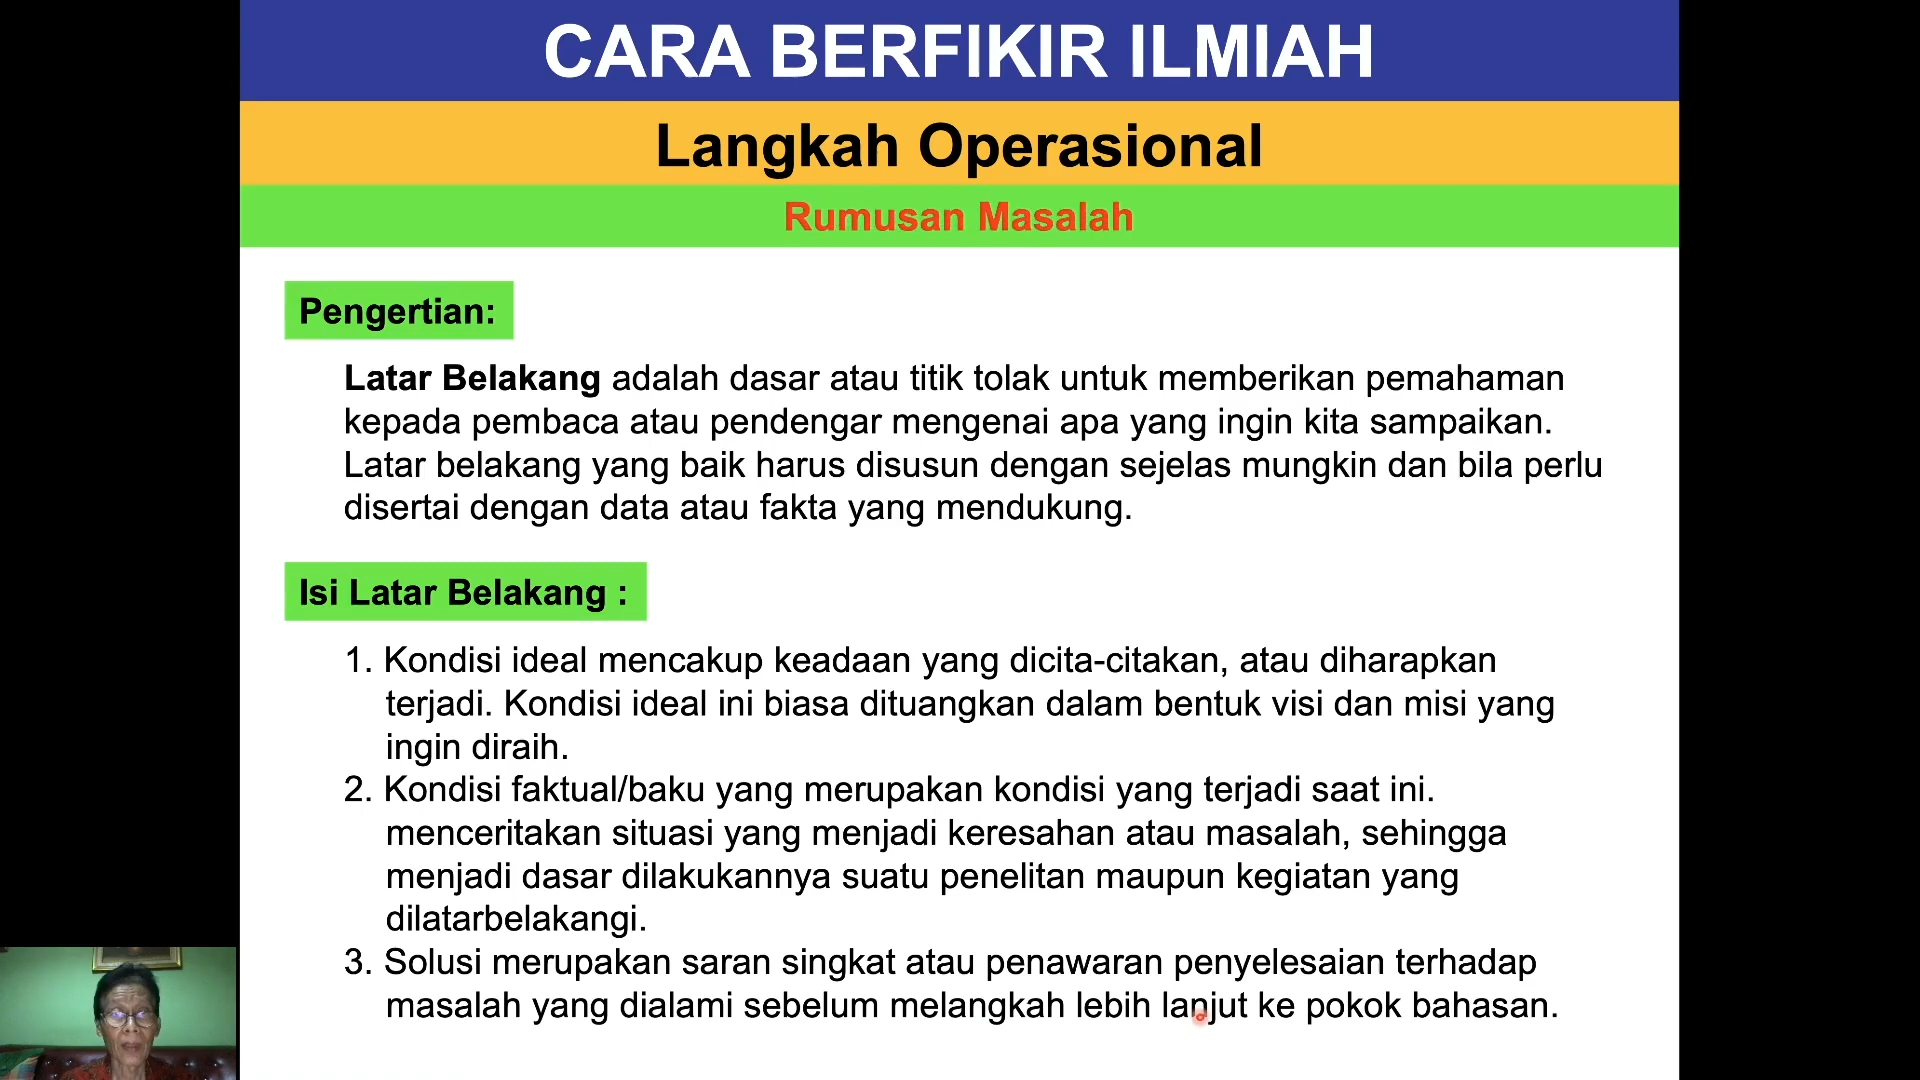 CARA BERFIKIR ILMIAH
Langkah Operasional
Rumusan Masalah
Pengertian:
Latar Belakang adalah dasar atau titik tolak untuk memberikan pemahaman
kepada pembaca atau pendengar mengenai apa yang ingin kita sampaikan.
Latar belakang yang baik harus disusun dengan sejelas mungkin dan bila perlu
disertai dengan data atau fakta yang mendukung.
Isi Latar Belakang :
1. Kondisi ideal mencakup keadaan yang dicita-citakan, atau diharapkan
terjadi. Kondisi ideal ini biasa dituangkan dalam bentuk visi dan misi yang
ingin diraih.
2. Kondisi faktual/baku yang merupakan kondisi yang terjadi saat ini.
menceritakan situasi yang menjadi keresahan atau masalah, sehingga
menjadi dasar dilakukannya suatu penelitan maupun kegiatan yang
dilatarbelakangi.
3. Solusi merupakan saran singkat atau penawaran penyelesaian terhadap
masalah yang dialami sebelum melangkah lebih lanjut ke pokok bahasan.